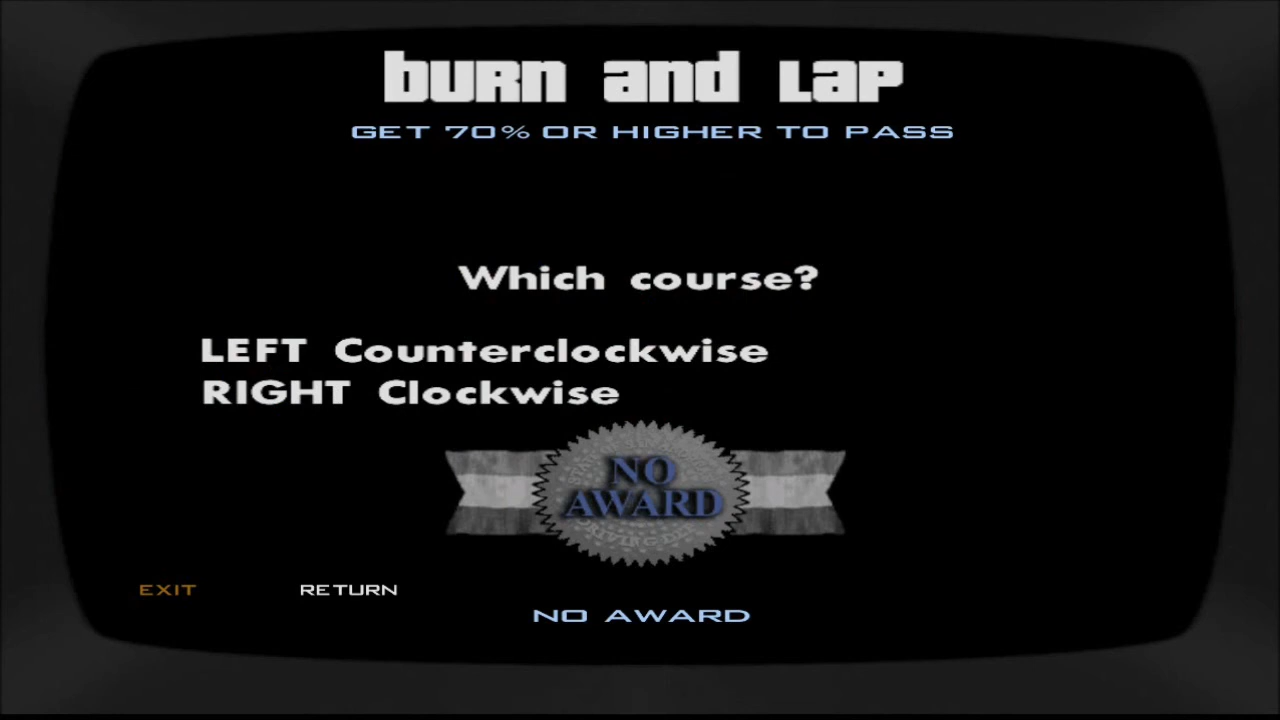 burn and Lap
GET 70% OR HIGHER TO PASS
Which course?
LEFT Counterclockwise
RIGHT Clockwise
NO
AWARD
EXIT RETURN
NO AWARD